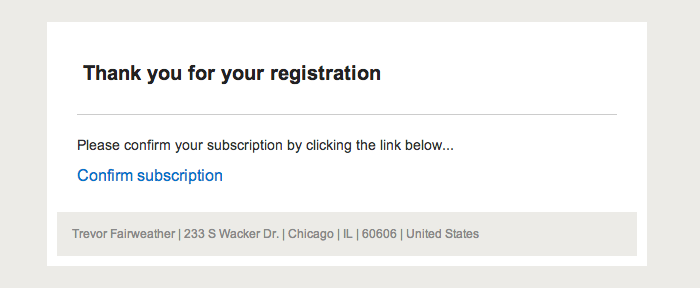 Thank you for your registration
Please confirm your subscription by clicking the link below...
Confirm subscription
Trevor Fairweather | 233 S Wacker Dr. | Chicago | IL | 60606 | United States